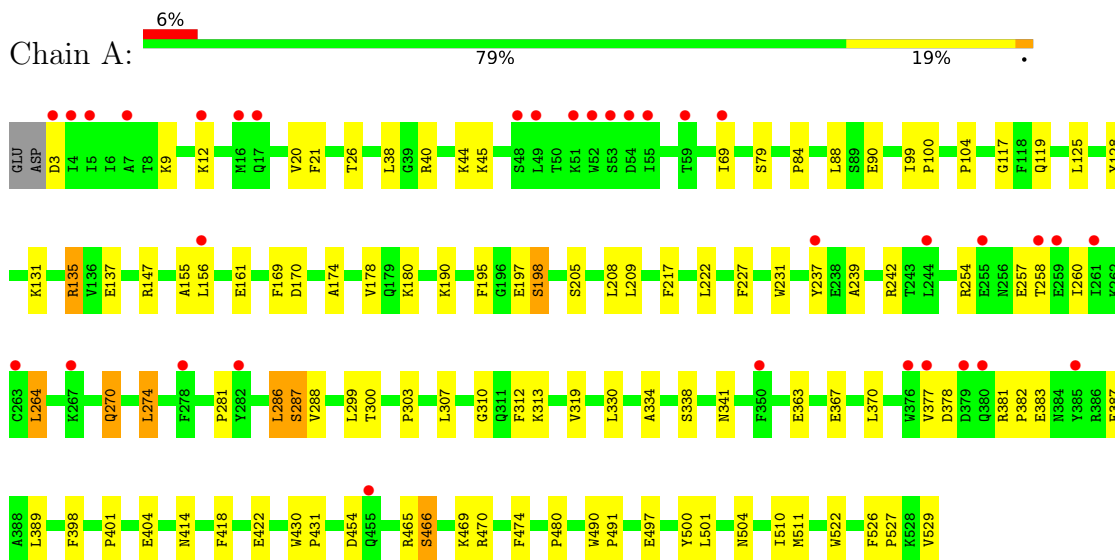 6%
Chain A:
79% 19% •
GLU ASP D3 I4 I5 I6 A7 T8 K9 K12 M16 Q17 V20 F21 T26 L38 G39 R40 K44 K45 S48 L49 T50 K51 W52 S53 D54 I55 T59 I69 S79 P84 L88 S89 E90 I99 P100 P104 G117 F118 Q119 L125 Y128
K131 R135 V136 E137 R147 A155 L156 E161 F169 D170 A174 V178 Q179 K180 K190 F195 G196 E197 S198 S205 L208 L209 F217 L222 F227 W231 Y237 E238 A239 R242 T243 L244 R254 E255 N256 E257 T258 E259 I260 I261 K262
C263 L264 K267 Q270 L274 F278 P281 Y282 L286 S287 V288 L299 T300 P303 L307 G310 Q311 F312 K313 V319 L330 A334 S338 N341 F350 E363 E367 L370 W376 V377 D378 D379 Q380 R381 P382 E383 N384 Y385 R386 E387
A388 L389 F398 P401 E404 N414 F418 E422 W430 P431 D454 Q455 R465 S466 K469 R470 F474 P480 W490 P491 E497 Y500 L501 N504 I510 M511 W522 F526 P527 K528 V529